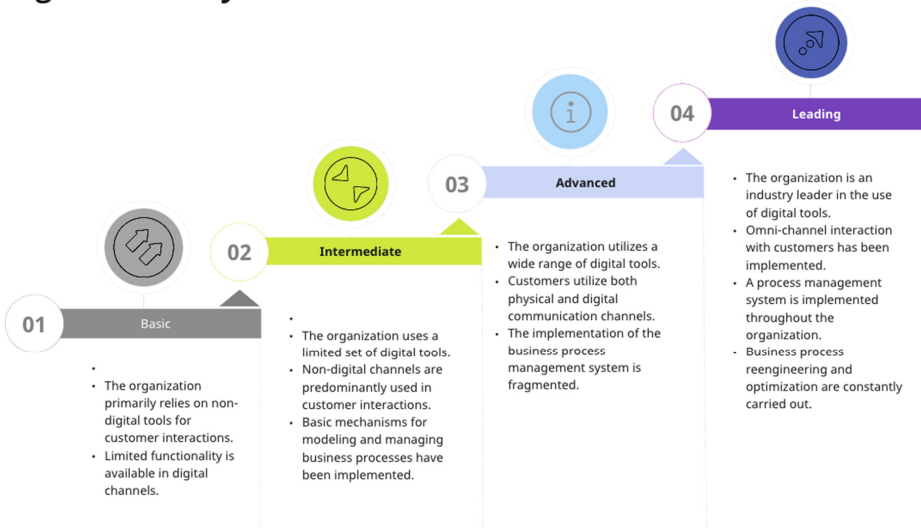 01
Basic
•
• The organization
primarily relies on non-
digital tools for
customer interactions.
• Limited functionality is
available in digital
channels.
02
Intermediate
•
• The organization uses a
limited set of digital tools.
• Non-digital channels are
predominantly used in
customer interactions.
• Basic mechanisms for
modeling and managing
business processes have
been implemented.
03
Advanced
• The organization utilizes a
wide range of digital tools.
• Customers utilize both
physical and digital
communication channels.
• The implementation of the
business process
management system is
fragmented.
04
Leading
• The organization is an
industry leader in the use
of digital tools.
• Omni-channel interaction
with customers has been
implemented.
• A process management
system is implemented
throughout the
organization.
• Business process
reengineering and
optimization are constantly
carried out.